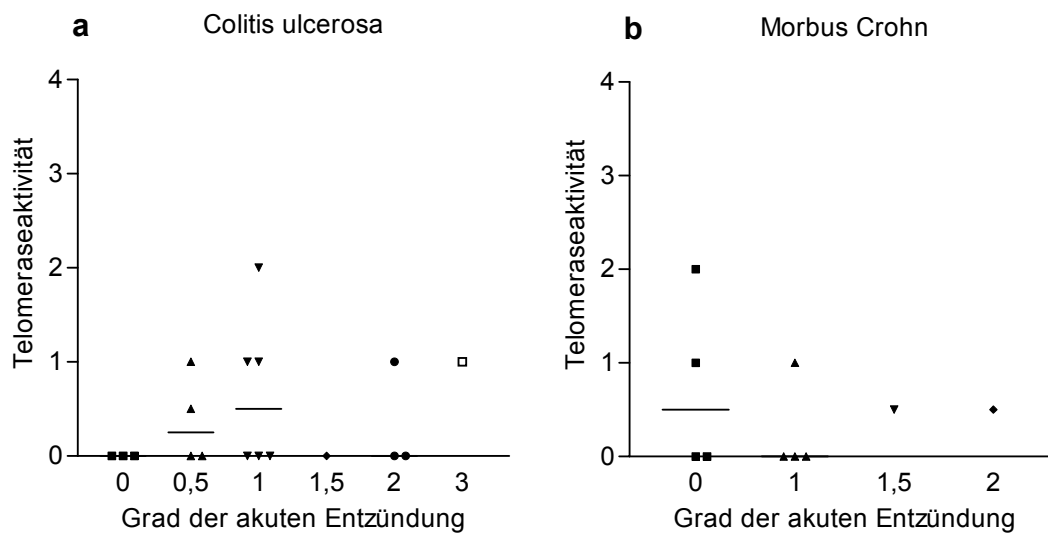 a Colitis ulcerosa
Telomeraseaktivität
4
3
2
1
0
0 0,5 1 1,5 2 3
Grad der akuten Entzündung
b Morbus Crohn
Telomeraseaktivität
4
3
2
1
0
0 1 1,5 2
Grad der akuten Entzündung